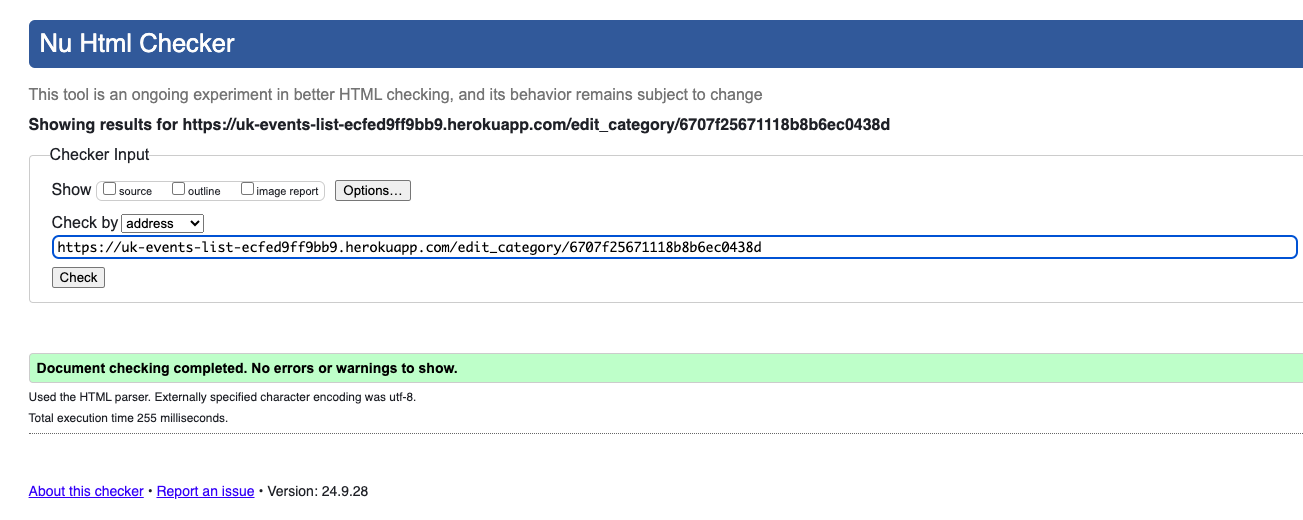 Nu Html Checker
This tool is an ongoing experiment in better HTML checking, and its behavior remains subject to change
Showing results for https://uk-events-list-ecfed9ff9bb9.herokuapp.com/edit_category/6707f25671118b8b6ec0438d
Checker Input
Show source outline image report Options...
Check by address
https://uk-events-list-ecfed9ff9bb9.herokuapp.com/edit_category/6707f25671118b8b6ec0438d
Check
Document checking completed. No errors or warnings to show.
Used the HTML parser. Externally specified character encoding was utf-8.
Total execution time 255 milliseconds.
About this checker • Report an issue • Version: 24.9.28